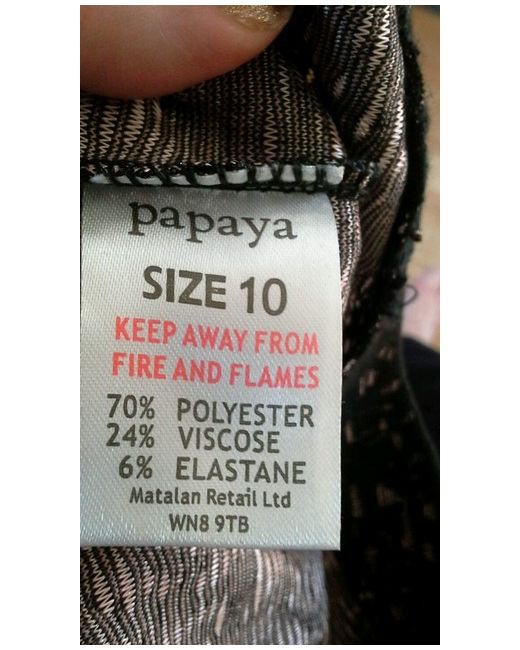 papaya
SIZE 10
KEEP AWAY FROM
FIRE AND FLAMES
70% POLYESTER
24% VISCOSE
6% ELASTANE
Matalan Retail Ltd
WN8 9TB